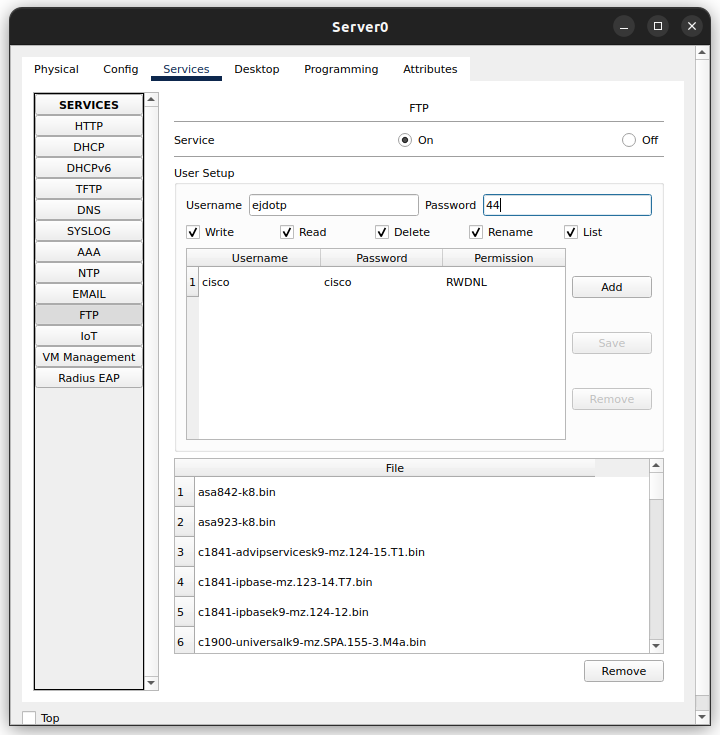 Server0
Physical Config Services Desktop Programming Attributes
SERVICES
HTTP
DHCP
DHCPv6
TFTP
DNS
SYSLOG
AAA
NTP
EMAIL
FTP
IoT
VM Management
Radius EAP
FTP
Service On Off
User Setup
Username ejdotp Password 44
Write Read Delete Rename List
Username Password Permission
1 cisco cisco RWDNL
Add
Save
Remove
File
1 asa842-k8.bin
2 asa923-k8.bin
3 c1841-advipservicesk9-mz.124-15.T1.bin
4 c1841-ipbase-mz.123-14.T7.bin
5 c1841-ipbasek9-mz.124-12.bin
6 c1900-universalk9-mz.SPA.155-3.M4a.bin
Remove
Top